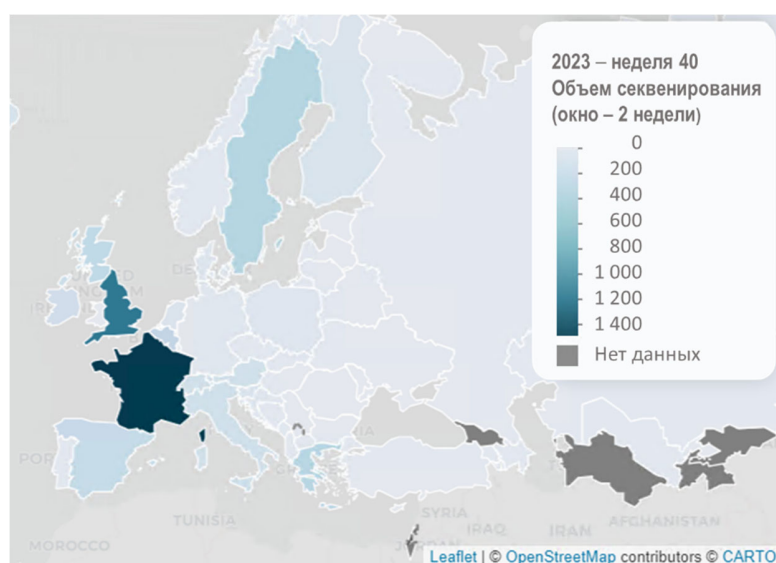 2023 – неделя 40
Объем секвенирования
(окно – 2 недели)
0
200
400
600
800
1 000
1 200
1 400
Нет данных
TUNISIA
MOROCCO
SYRIA
IRAQ
IRAN
AFGHANISTAN
Leaflet | © OpenStreetMap contributors © CARTO